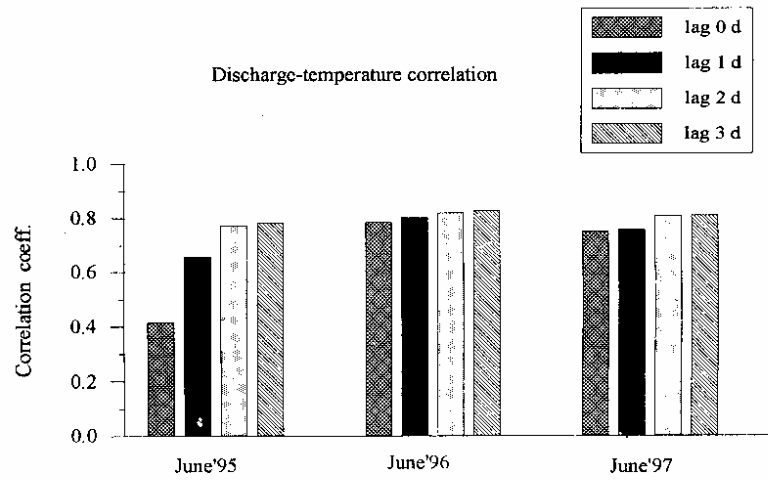 lag 0 d
lag 1 d
lag 2 d
lag 3 d
Discharge-temperature correlation
Correlation coeff.
1.0
0.8
0.6
0.4
0.2
0.0
June'95
June'96
June'97